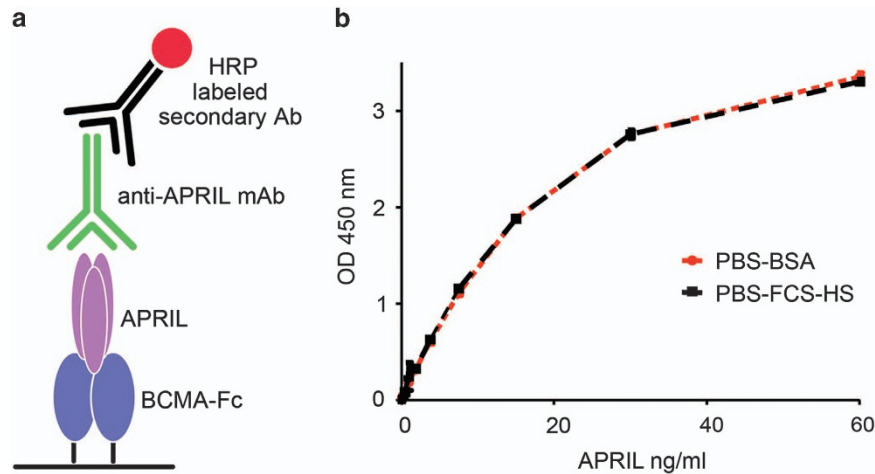 a
HRP
labeled
secondary Ab
anti-APRIL mAb
APRIL
BCMA-Fc
b
OD 450 nm
3
2
1
0
PBS-BSA
PBS-FCS-HS
0
20
40
60
APRIL ng/ml